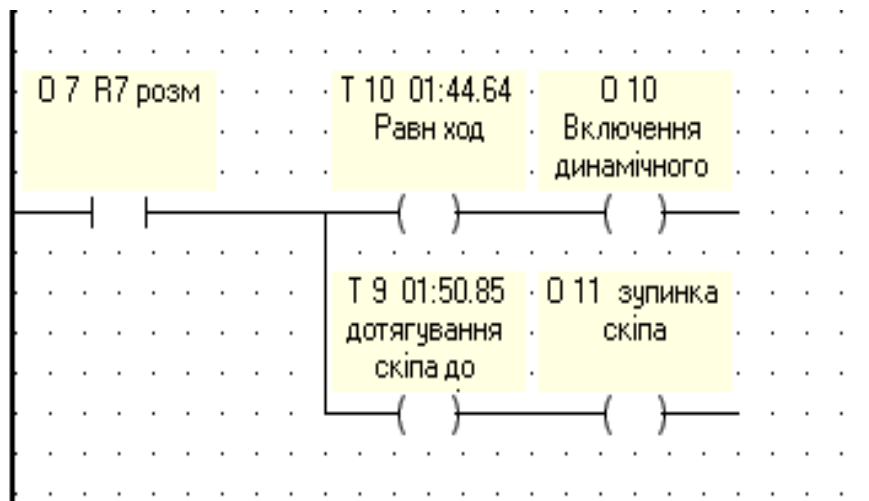 O 7 R7 розм
T 10 01:44.64
Равн ход
O 10
Включення
динамічного
T 9 01:50.85
дотягування
скіпа до
O 11 зупинка
скіпа